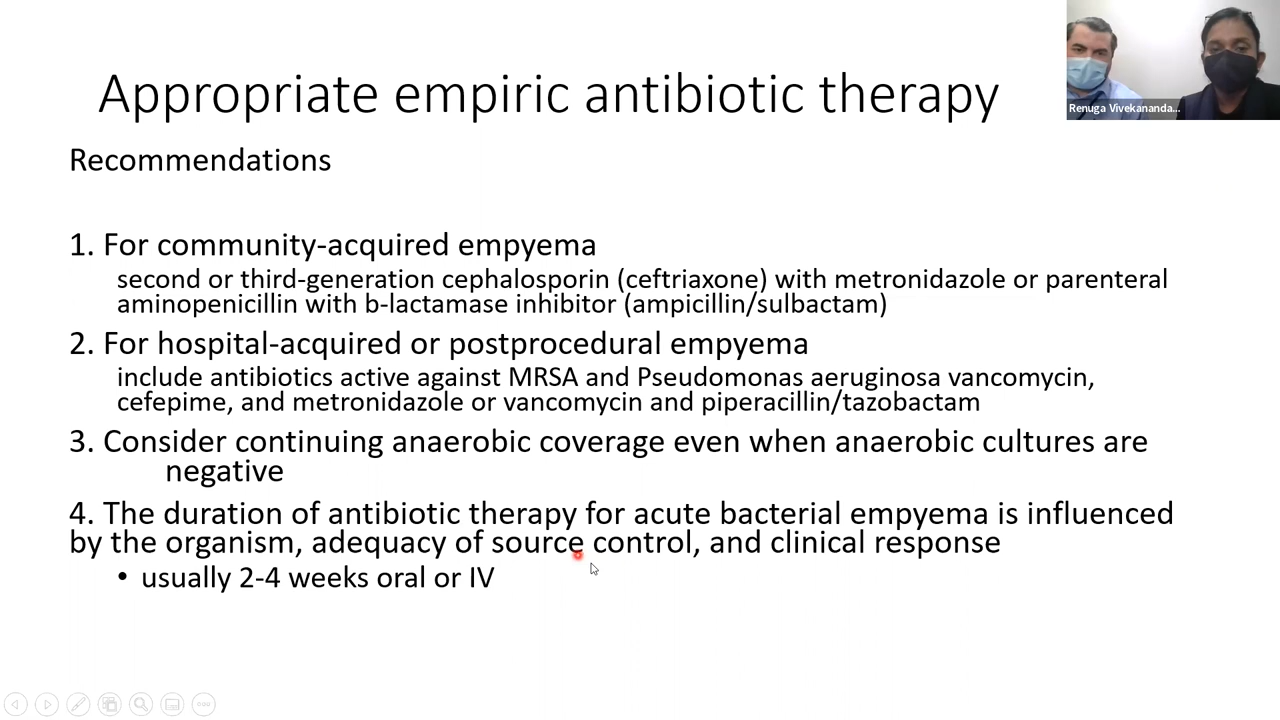 Appropriate empiric antibiotic therapy
Renuga Vivekananda...
Recommendations
1. For community-acquired empyema
second or third-generation cephalosporin (ceftriaxone) with metronidazole or parenteral
aminopenicillin with b-lactamase inhibitor (ampicillin/sulbactam)
2. For hospital-acquired or postprocedural empyema
include antibiotics active against MRSA and Pseudomonas aeruginosa vancomycin,
cefepime, and metronidazole or vancomycin and piperacillin/tazobactam
3. Consider continuing anaerobic coverage even when anaerobic cultures are
negative
4. The duration of antibiotic therapy for acute bacterial empyema is influenced
by the organism, adequacy of source control, and clinical response
• usually 2-4 weeks oral or IV